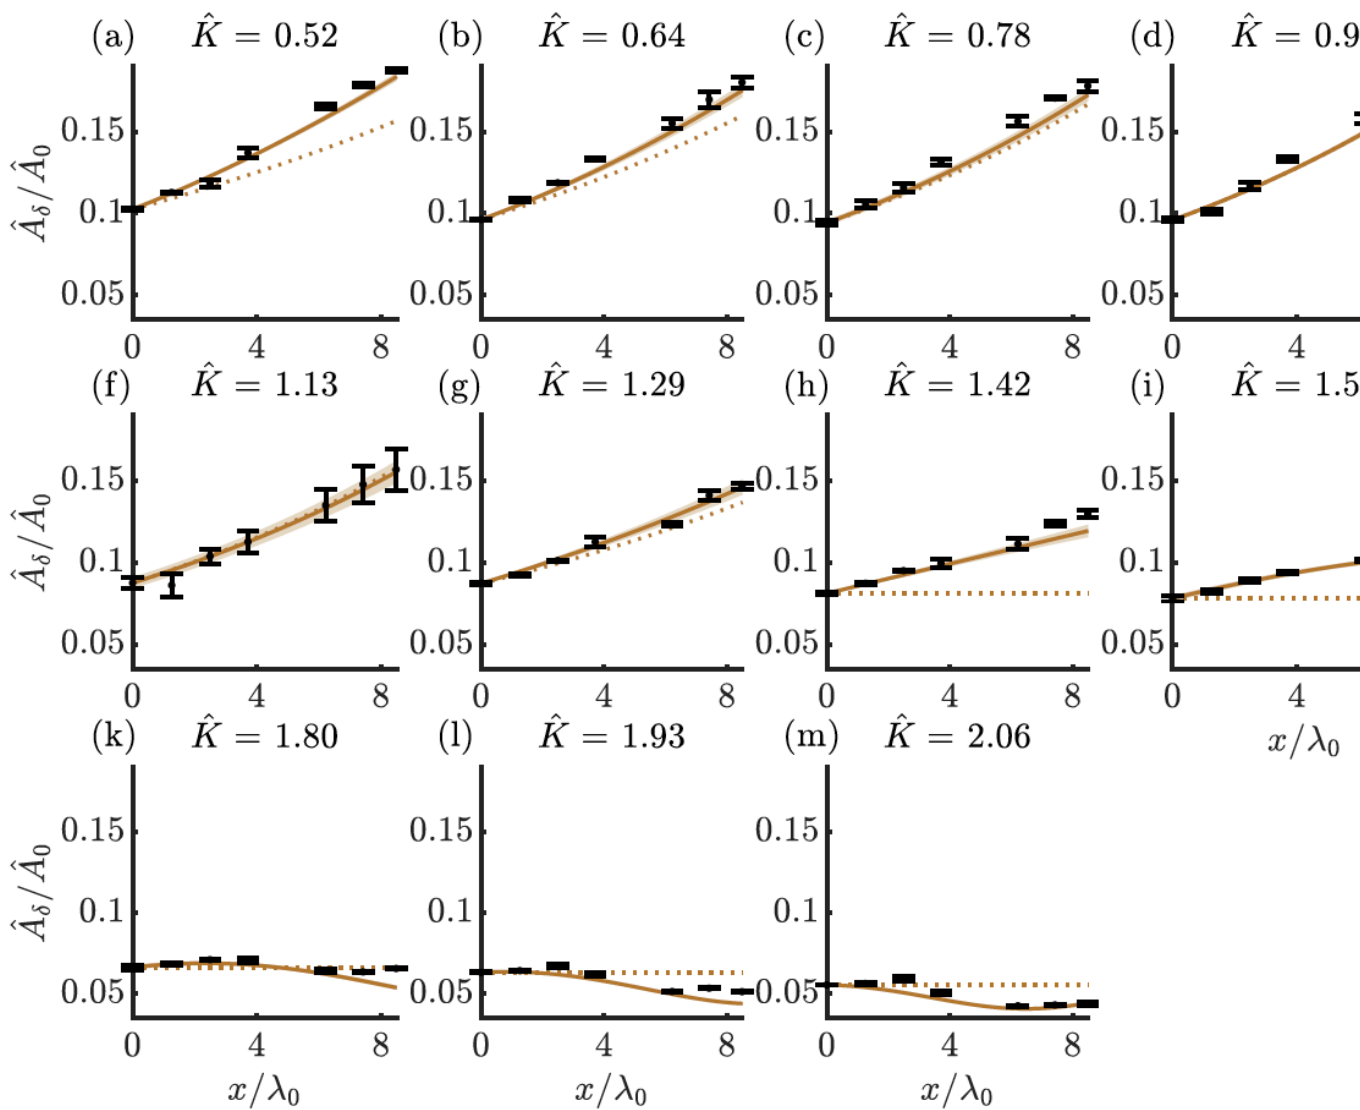 (a) K̂ = 0.52 (b) K̂ = 0.64 (c) K̂ = 0.78 (d) K̂ = 0.9
0.15 0.15 0.15 0.15
0.1 0.1 0.1 0.1
0.05 0.05 0.05 0.05
Â_δ/Â_0
0 4 8 0 4 8 0 4 8 0 4
(f) K̂ = 1.13 (g) K̂ = 1.29 (h) K̂ = 1.42 (i) K̂ = 1.5
0.15 0.15 0.15 0.15
0.1 0.1 0.1 0.1
0.05 0.05 0.05 0.05
Â_δ/Â_0
0 4 8 0 4 8 0 4 8 0 4
x/λ_0
(k) K̂ = 1.80 (l) K̂ = 1.93 (m) K̂ = 2.06
0.15 0.15 0.15
0.1 0.1 0.1
0.05 0.05 0.05
Â_δ/Â_0
0 4 8 0 4 8 0 4 8
x/λ_0 x/λ_0 x/λ_0